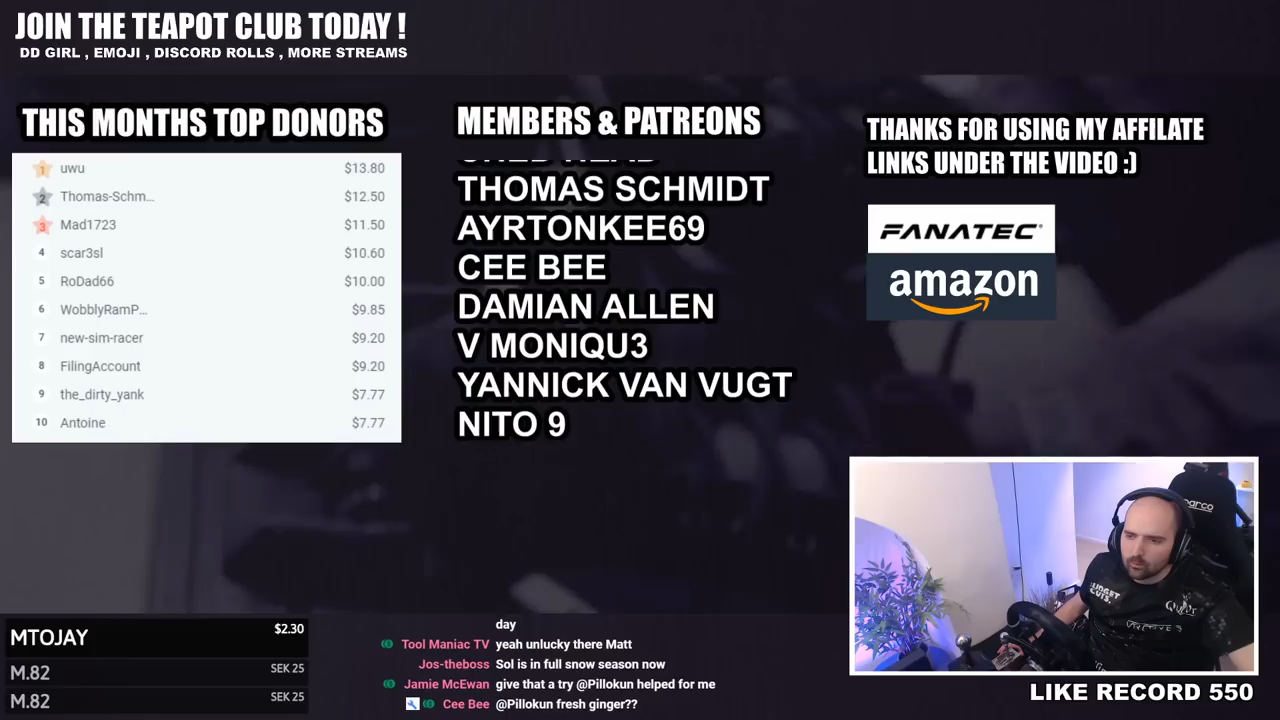 JOIN THE TEAPOT CLUB TODAY !
DD GIRL , EMOJI , DISCORD ROLLS , MORE STREAMS
THIS MONTHS TOP DONORS
1 uwu $13.80
2 Thomas-Schm... $12.50
3 Mad1723 $11.50
4 scar3sl $10.60
5 RoDad66 $10.00
6 WobblyRamP... $9.85
7 new-sim-racer $9.20
8 FilingAccount $9.20
9 the_dirty_yank $7.77
10 Antoine $7.77
MEMBERS & PATREONS
THOMAS SCHMIDT
AYRTONKEE69
CEE BEE
DAMIAN ALLEN
V MONIQU3
YANNICK VAN VUGT
NITO 9
THANKS FOR USING MY AFFILATE
LINKS UNDER THE VIDEO :)
FANATEC
amazon
MTOJAY $2.30
M.82 SEK 25
M.82 SEK 25
day
Tool Maniac TV yeah unlucky there Matt
Jos-theboss Sol is in full snow season now
Jamie McEwan give that a try @Pillokun helped for me
Cee Bee @Pillokun fresh ginger??
LIKE RECORD 550